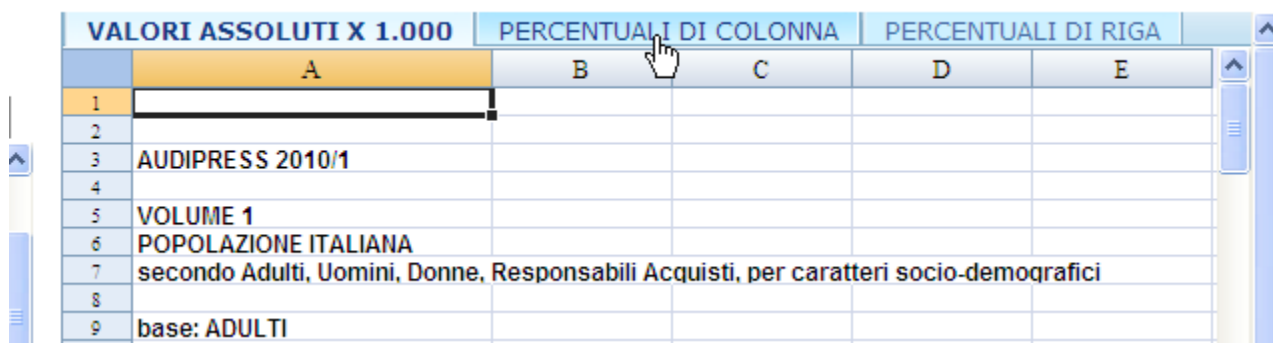 VALORI ASSOLUTI X 1.000 PERCENTUALI DI COLONNA PERCENTUALI DI RIGA
A B C D E
1
2
3 AUDIPRESS 2010/1
4
5 VOLUME 1
6 POPOLAZIONE ITALIANA
7 secondo Adulti, Uomini, Donne, Responsabili Acquisti, per caratteri socio-demografici
8
9 base: ADULTI